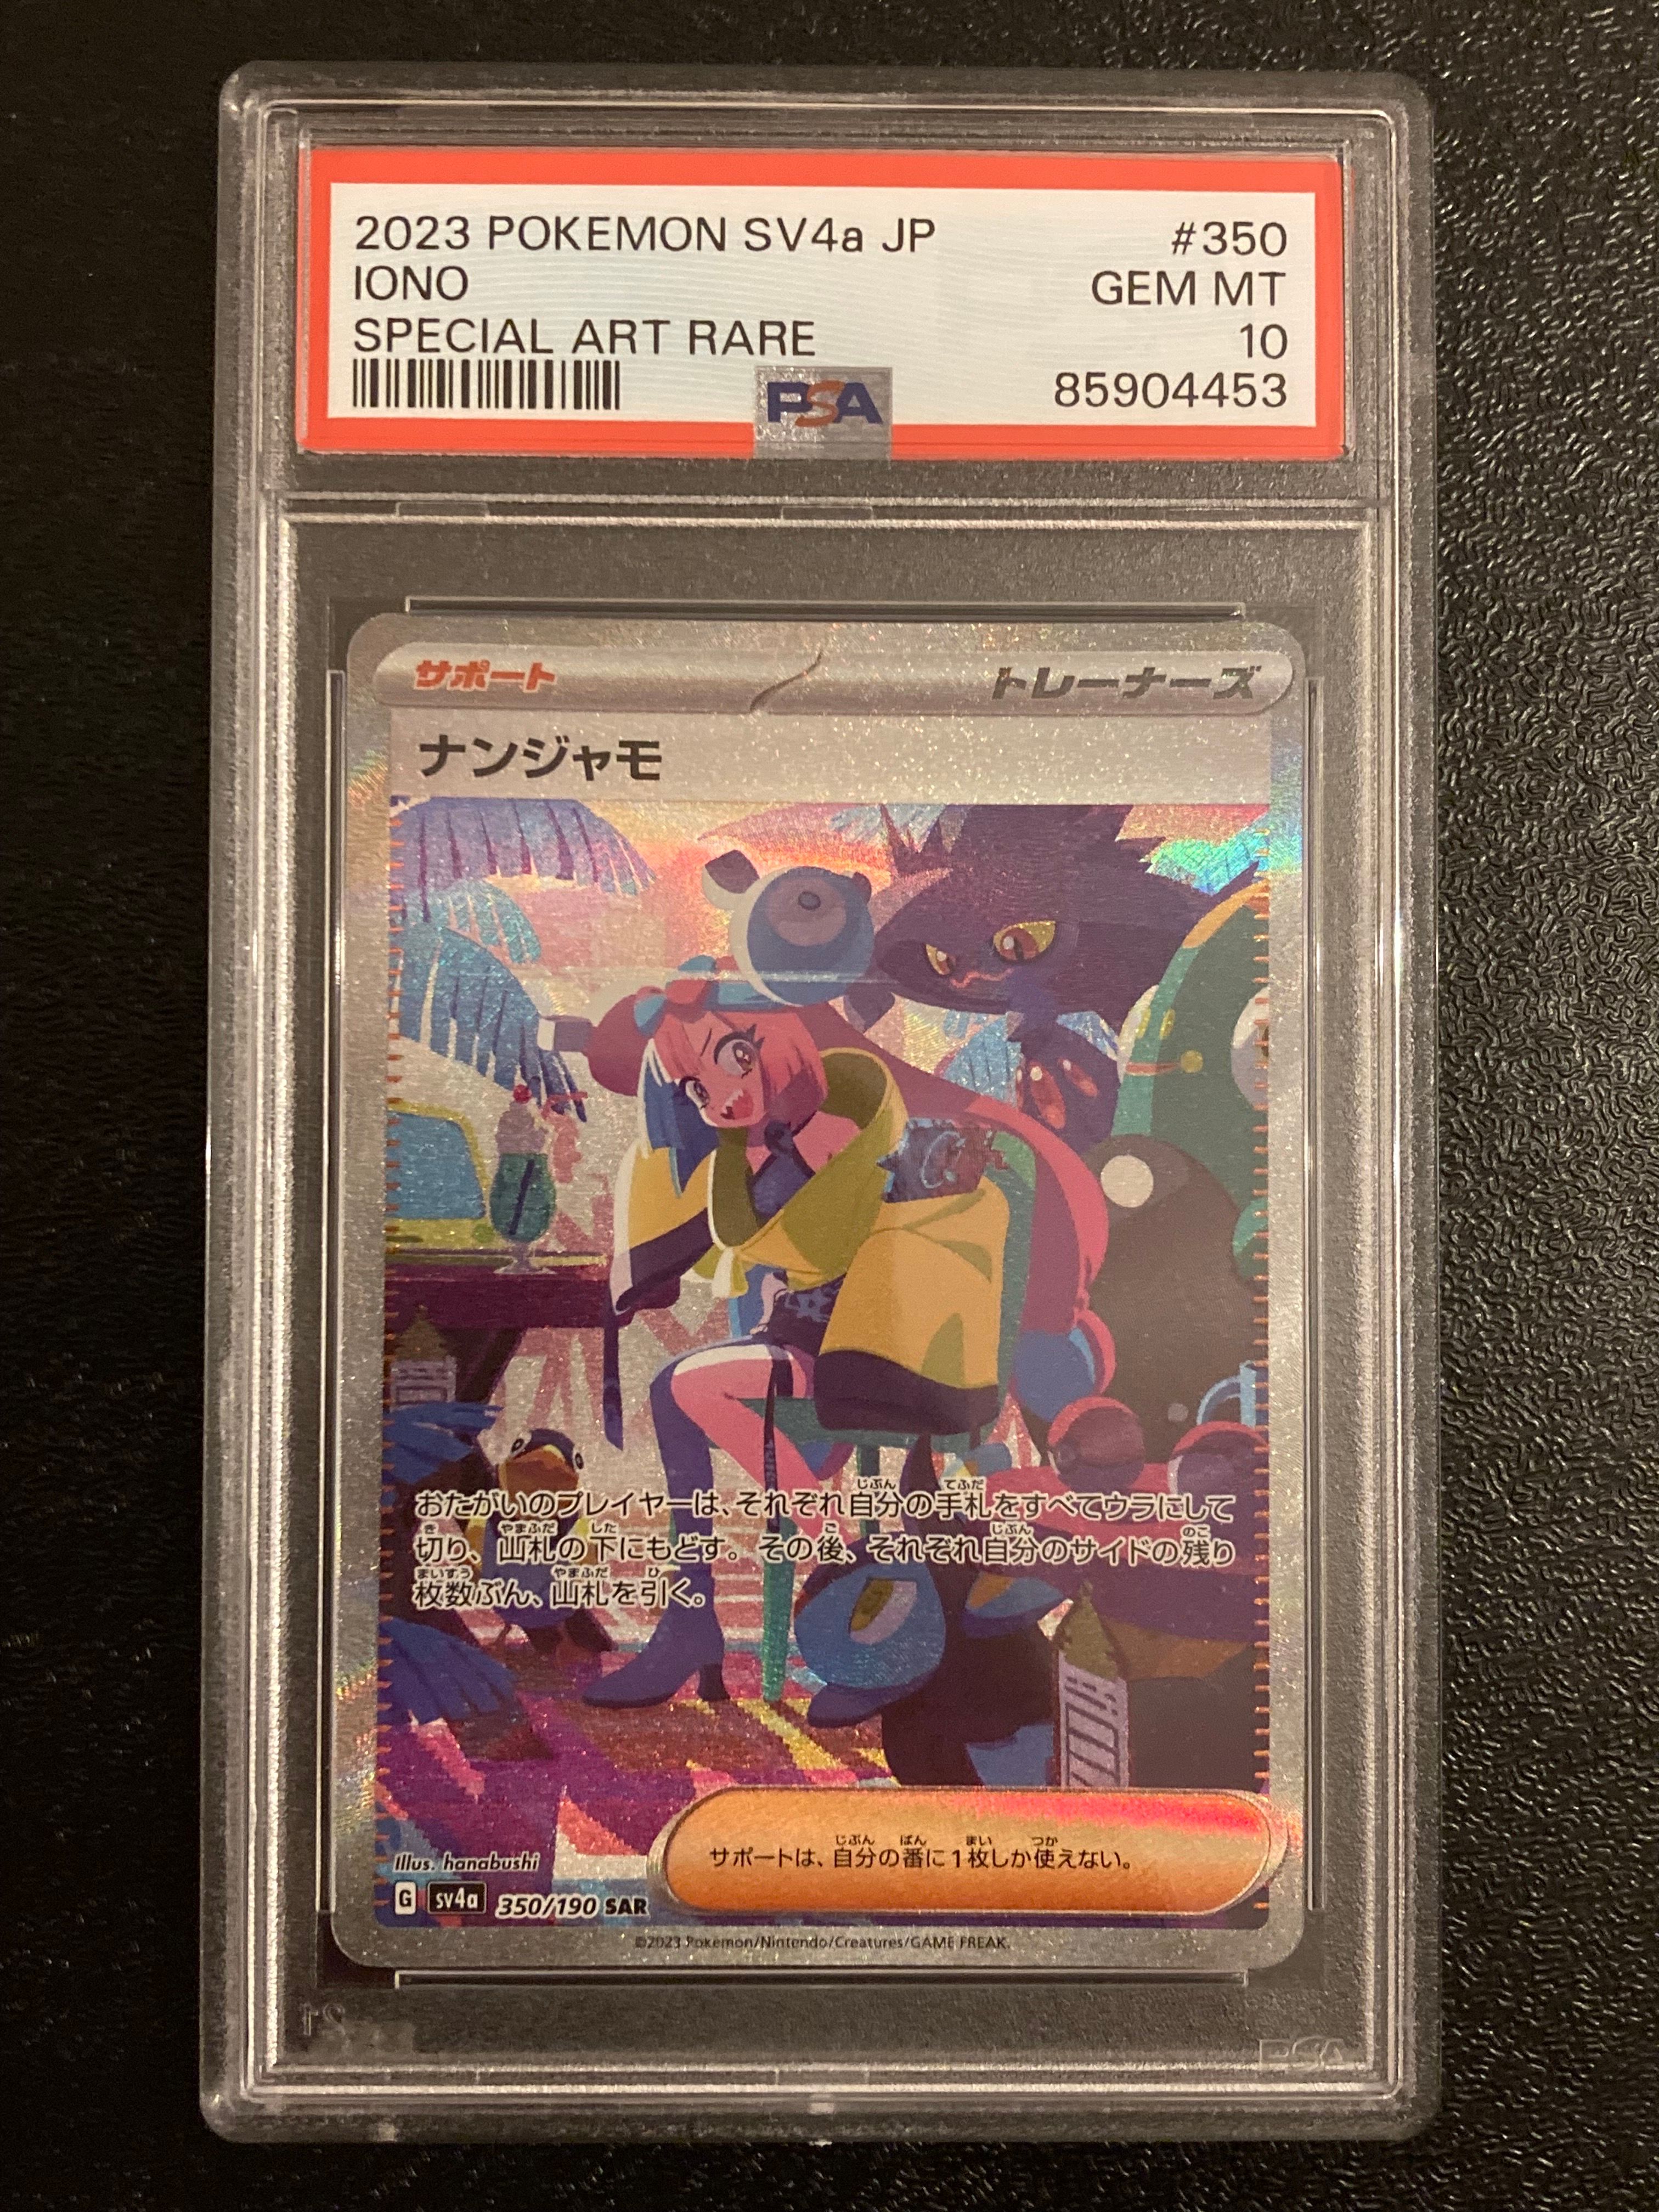 2023 POKEMON SV4a JP #350
IONO GEM MT
SPECIAL ART RARE 10
PSA 85904453
サポート トレーナーズ
ナンジャモ
おたがいのプレイヤーは、それぞれ自分の手札をすべてウラにして
切り、山札の下にもどす。その後、それぞれ自分のサイドの残り
枚数ぶん、山札を引く。
サポートは、自分の番に1枚しか使えない。
Illus. hanabushi
G sv4a 350/190 SAR
©2023 Pokémon/Nintendo/Creatures/GAME FREAK.
PSA